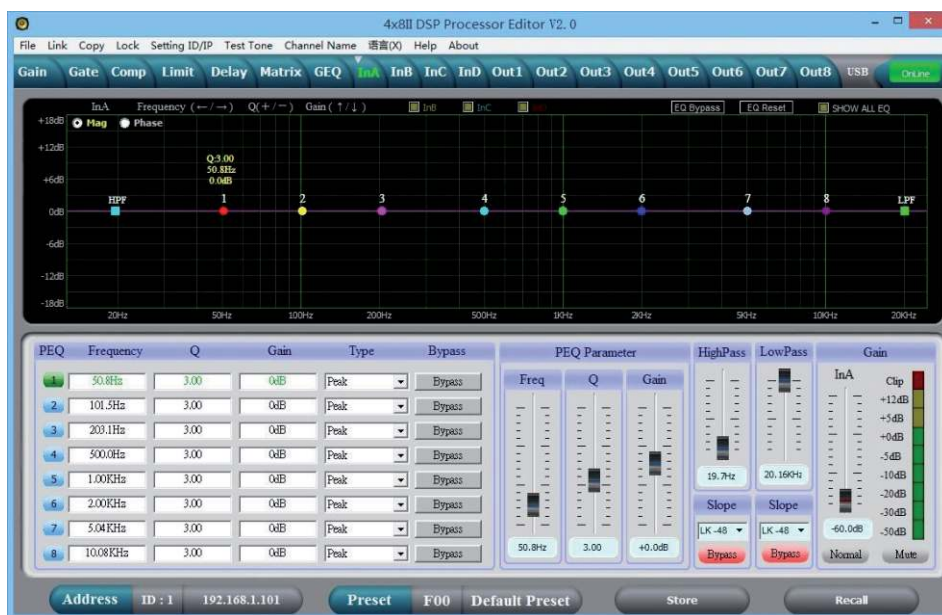 4x8II DSP Processor Editor V2. 0
File Link Copy Lock Setting ID/IP Test Tone Channel Name 语言(X) Help About
Gain Gate Comp Limit Delay Matrix GEQ InA InB InC InD Out1 Out2 Out3 Out4 Out5 Out6 Out7 Out8 USB OnLine
InA Frequency (←/→) Q(+/−) Gain (↑/↓) InB InC InD EQ Bypass EQ Reset SHOW ALL EQ
+18dB Mag Phase
+12dB
Q:3.00
50.8Hz
+6dB 0.0dB
HPF 1 2 3 4 5 6 7 8 LPF
0dB
-6dB
-12dB
-18dB
20Hz 50Hz 100Hz 200Hz 500Hz 1KHz 2KHz 5KHz 10KHz 20KHz
PEQ Frequency Q Gain Type Bypass PEQ Parameter HighPass LowPass Gain
1 50.8Hz 3.00 0dB Peak Bypass Freq Q Gain InA Clip
2 101.5Hz 3.00 0dB Peak Bypass +12dB
+5dB
3 203.1Hz 3.00 0dB Peak Bypass +0dB
4 500.0Hz 3.00 0dB Peak Bypass -5dB
5 1.00KHz 3.00 0dB Peak Bypass 19.7Hz 20.16KHz -10dB
-20dB
6 2.00KHz 3.00 0dB Peak Bypass Slope Slope -30dB
7 5.04KHz 3.00 0dB Peak Bypass LK-48 LK-48 -60.0dB -50dB
8 10.08KHz 3.00 0dB Peak Bypass 50.8Hz 3.00 +0.0dB Bypass Bypass Normal Mute
Address ID : 1 192.168.1.101 Preset F00 Default Preset Store Recall